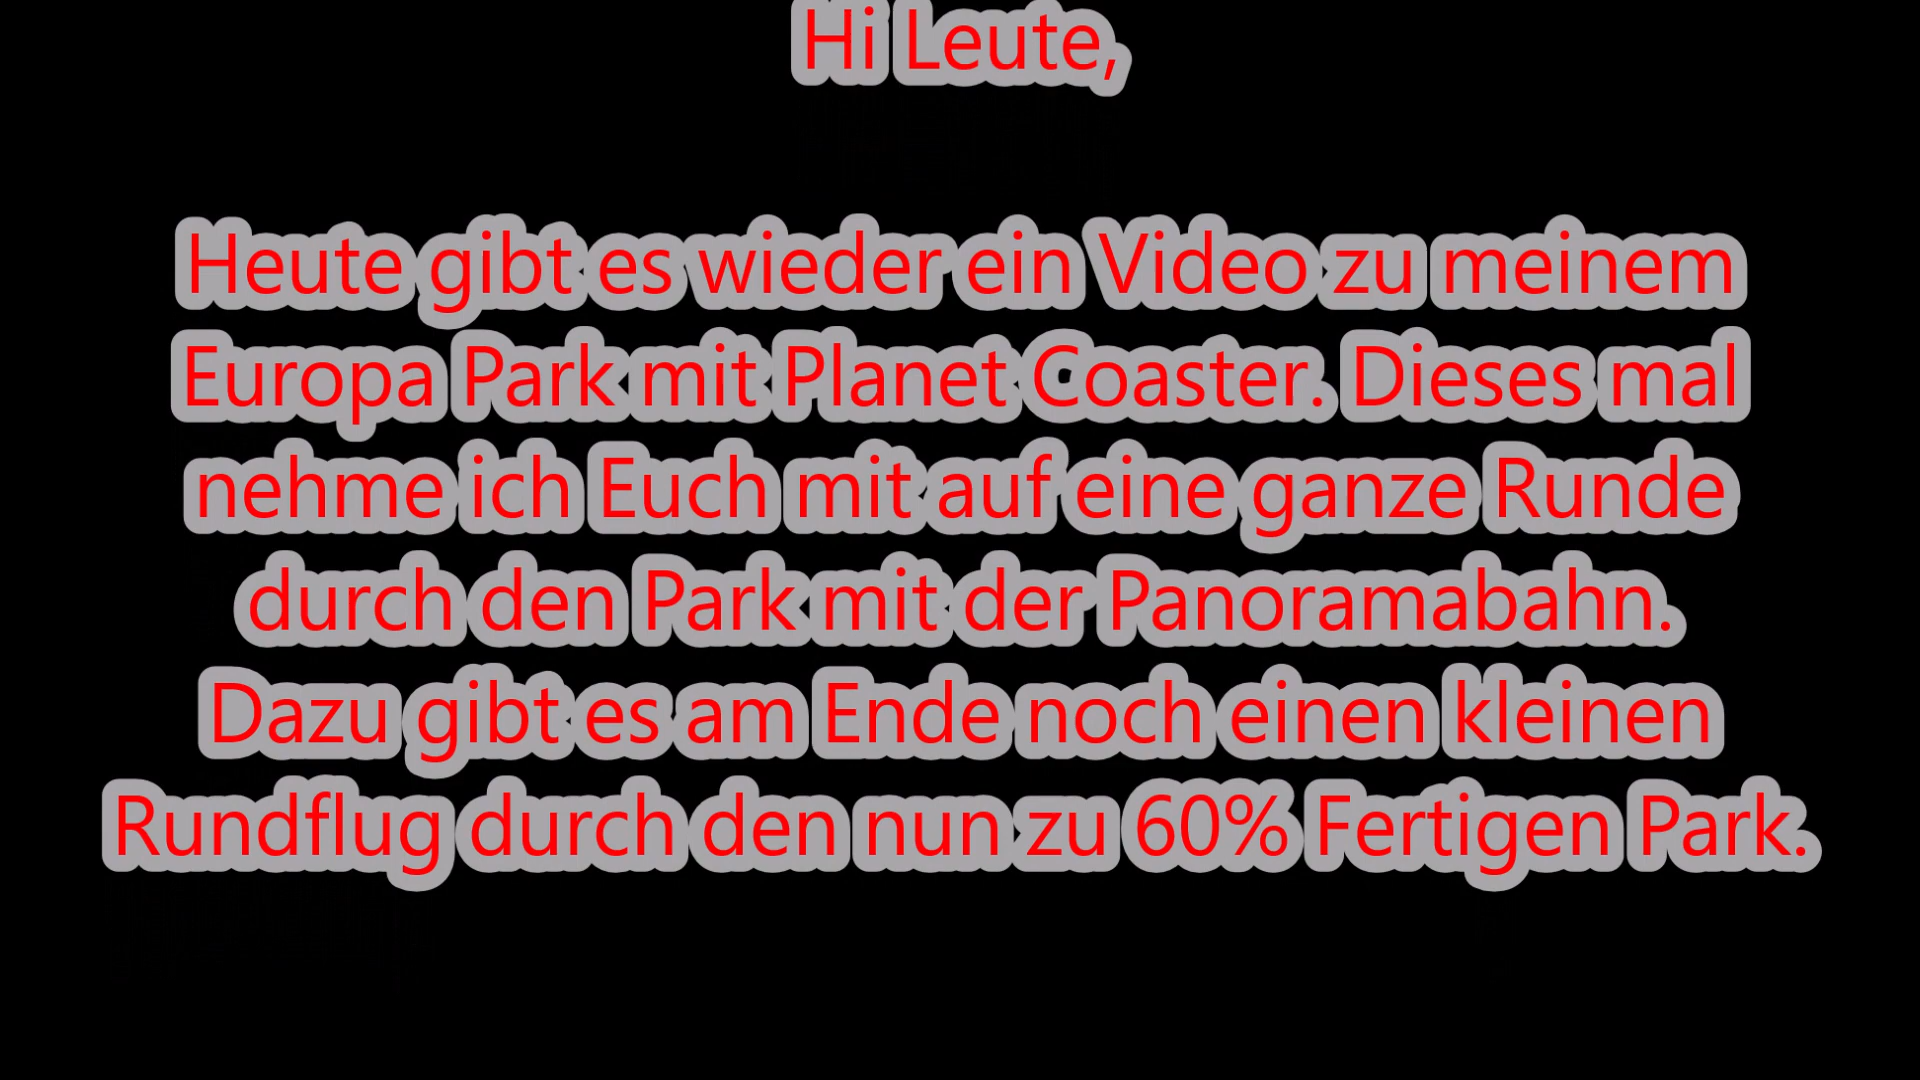 Hi Leute,
Heute gibt es wieder ein Video zu meinem
Europa Park mit Planet Coaster. Dieses mal
nehme ich Euch mit auf eine ganze Runde
durch den Park mit der Panoramabahn.
Dazu gibt es am Ende noch einen kleinen
Rundflug durch den nun zu 60% Fertigen Park.